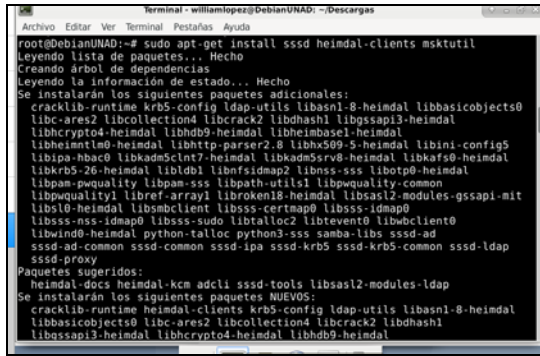 Terminal - williamlopez@DebianUNAD: ~/Descargas
Archivo Editar Ver Terminal Pestañas Ayuda
root@DebianUNAD:~# sudo apt-get install sssd heimdal-clients msktutil
Leyendo lista de paquetes... Hecho
Creando árbol de dependencias
Leyendo la información de estado... Hecho
Se instalarán los siguientes paquetes adicionales:
cracklib-runtime krb5-config ldap-utils libasn1-8-heimdal libbasicobjects0
libc-ares2 libcollection4 libcrack2 libdhash1 libgssapi3-heimdal
libhcrypto4-heimdal libhdb9-heimdal libheimbase1-heimdal
libheimntlm0-heimdal libhttp-parser2.8 libhx509-5-heimdal libini-config5
libipa-hbac0 libkadm5clnt7-heimdal libkadm5srv8-heimdal libkafs0-heimdal
libkrb5-26-heimdal libldb1 libnfsidmap2 libnss-sss libotp0-heimdal
libpam-pwquality libpam-sss libpath-utils1 libpwquality-common
libpwquality1 libref-array1 libroken18-heimdal libsasl2-modules-gssapi-mit
libsl0-heimdal libsmbclient libsss-certmap0 libsss-idmap0
libsss-nss-idmap0 libsss-sudo libtalloc2 libtevent0 libwbclient0
libwind0-heimdal python-talloc python3-sss samba-libs sssd-ad
sssd-ad-common sssd-common sssd-ipa sssd-krb5 sssd-krb5-common sssd-ldap
sssd-proxy
Paquetes sugeridos:
heimdal-docs heimdal-kcm adcli sssd-tools libsasl2-modules-ldap
Se instalarán los siguientes paquetes NUEVOS:
cracklib-runtime heimdal-clients krb5-config ldap-utils libasn1-8-heimdal
libbasicobjects0 libc-ares2 libcollection4 libcrack2 libdhash1
libgssapi3-heimdal libhcrypto4-heimdal libhdb9-heimdal